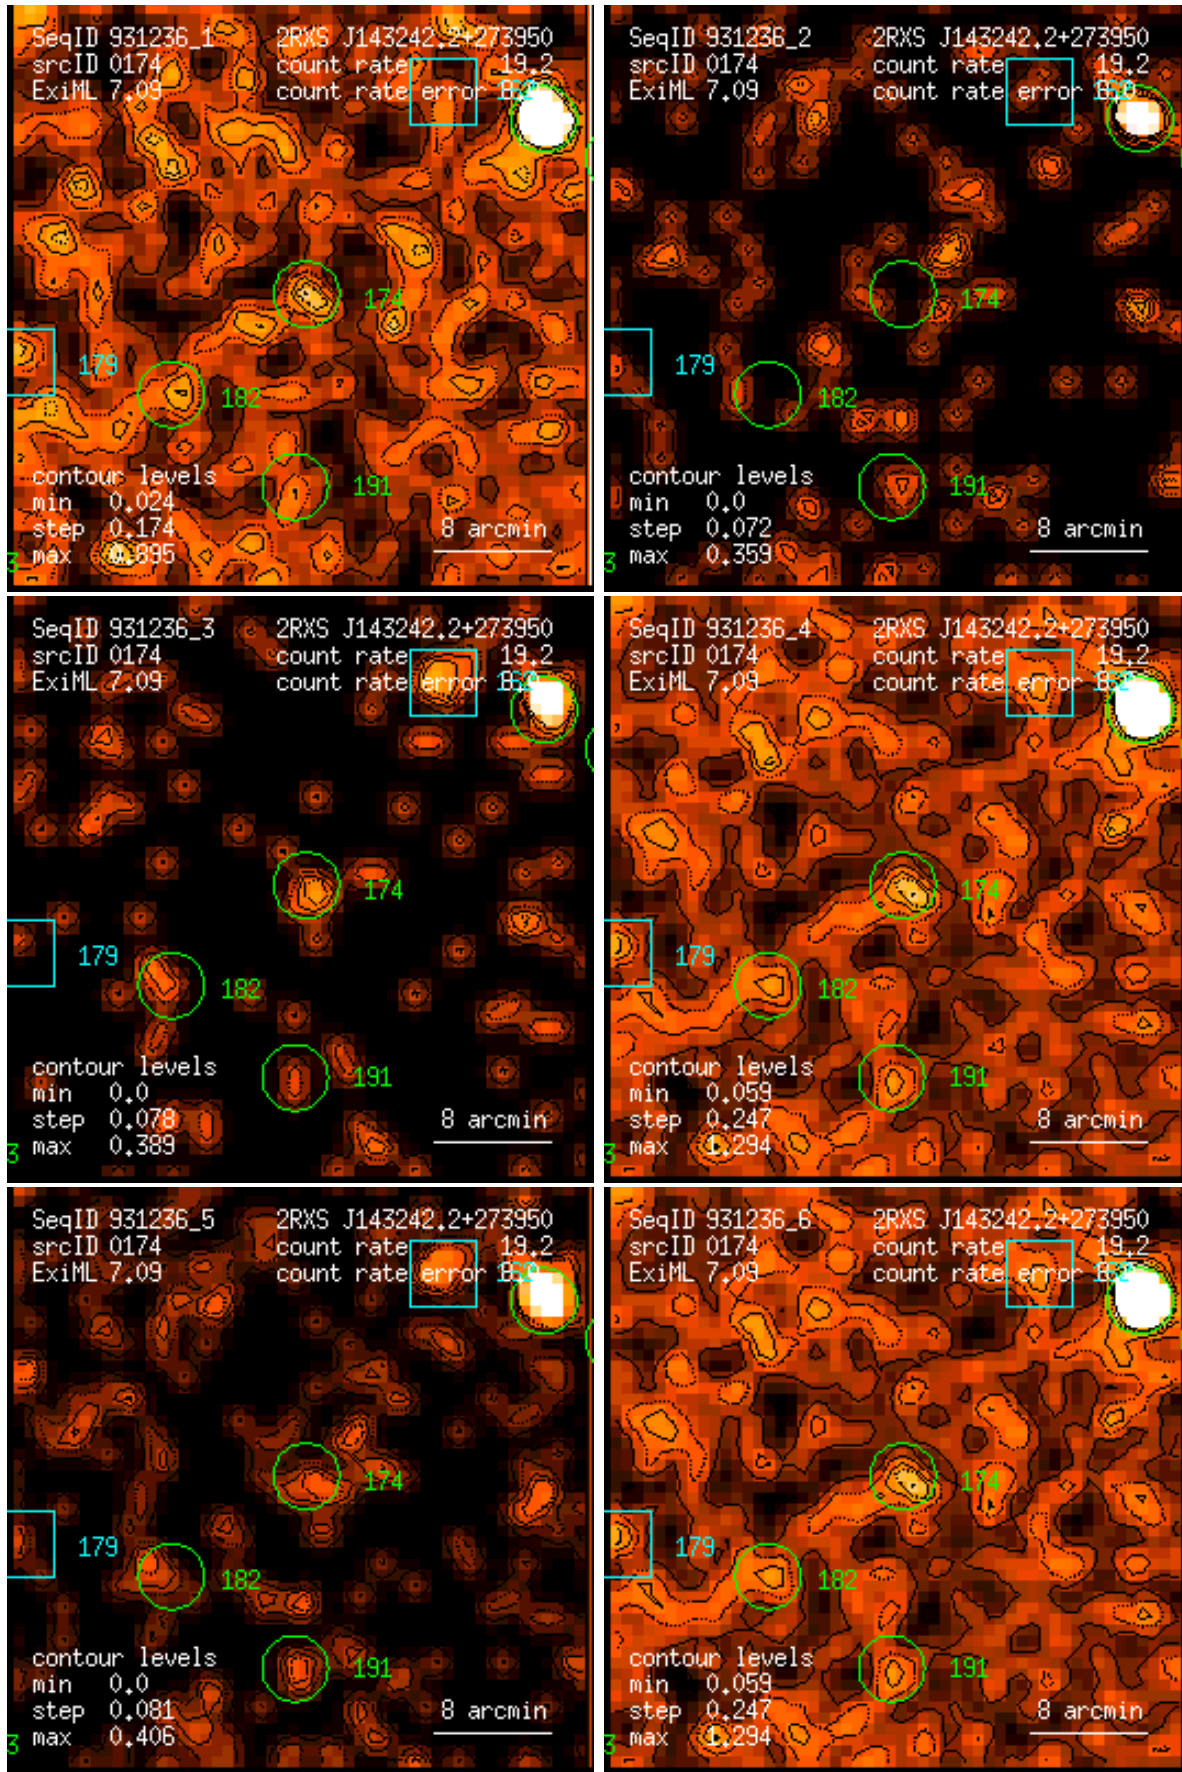 SeqID 931236_1 2RXS J143242.2+273950
srcID 0174 count rate 19.2
ExiML 7.09 count rate error
174
179
182
191
contour levels
min 0.024
step 0.174 8 arcmin
3 max 0.895
SeqID 931236_2 2RXS J143242.2+273950
srcID 0174 count rate 19.2
ExiML 7.09 count rate error
174
179
182
191
contour levels
min 0.0
step 0.072 8 arcmin
3 max 0.359
SeqID 931236_3 2RXS J143242.2+273950
srcID 0174 count rate 19.2
ExiML 7.09 count rate error
174
179
182
191
contour levels
min 0.0
step 0.078 8 arcmin
3 max 0.389
SeqID 931236_4 2RXS J143242.2+273950
srcID 0174 count rate 19.2
ExiML 7.09 count rate error
174
179
182
191
contour levels
min 0.059
step 0.247 8 arcmin
3 max 1.294
SeqID 931236_5 2RXS J143242.2+273950
srcID 0174 count rate 19.2
ExiML 7.09 count rate error
174
179
182
191
contour levels
min 0.0
step 0.081 8 arcmin
3 max 0.406
SeqID 931236_6 2RXS J143242.2+273950
srcID 0174 count rate 19.2
ExiML 7.09 count rate error
174
179
182
191
contour levels
min 0.059
step 0.247 8 arcmin
3 max 1.294